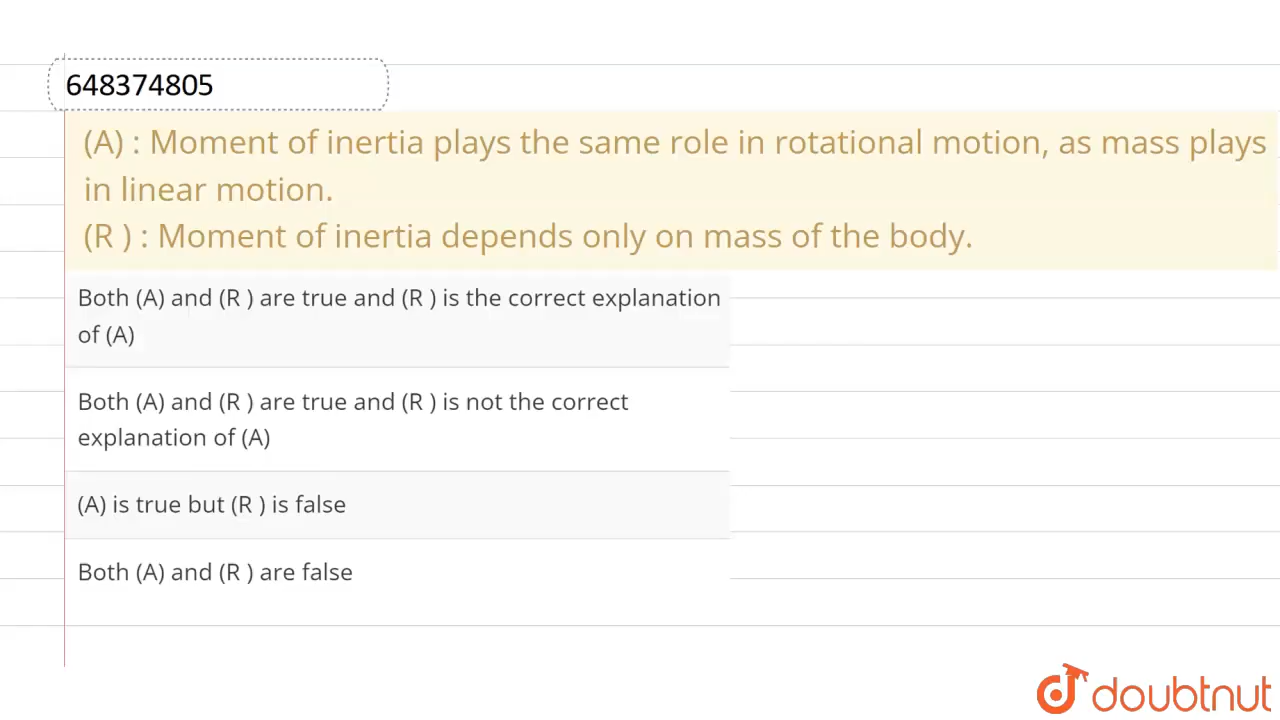 648374805
(A) : Moment of inertia plays the same role in rotational motion, as mass plays
in linear motion.
(R ) : Moment of inertia depends only on mass of the body.
Both (A) and (R ) are true and (R ) is the correct explanation
of (A)
Both (A) and (R ) are true and (R ) is not the correct
explanation of (A)
(A) is true but (R ) is false
Both (A) and (R ) are false
doubtnut